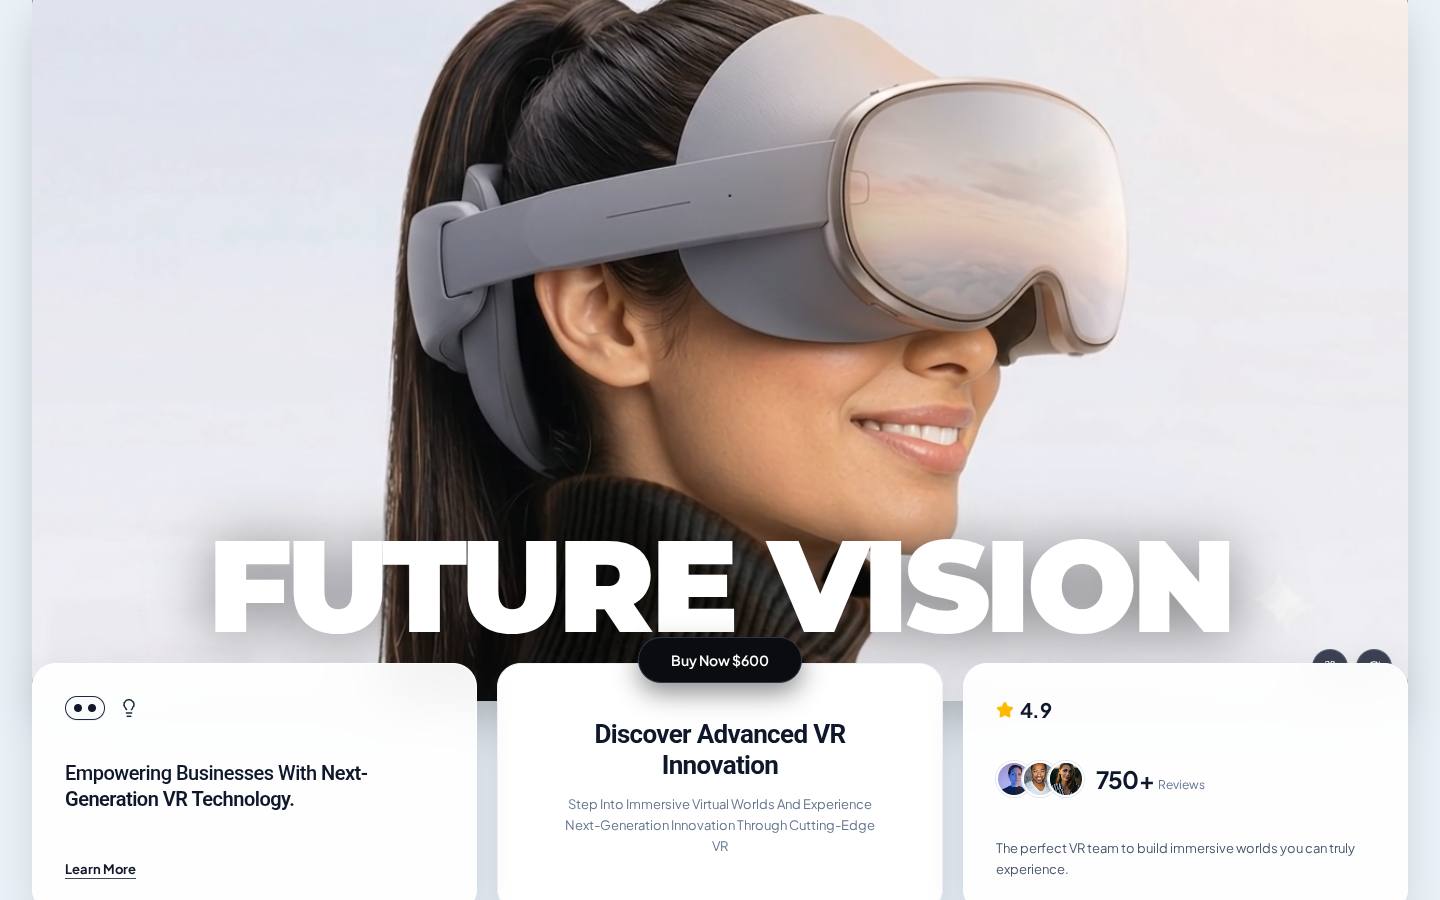 FUTURE VISION
Buy Now $600
Empowering Businesses With Next-
Generation VR Technology.
Learn More
Discover Advanced VR
Innovation
Step Into Immersive Virtual Worlds And Experience
Next-Generation Innovation Through Cutting-Edge
VR
4.9
750+ Reviews
The perfect VR team to build immersive worlds you can truly
experience.